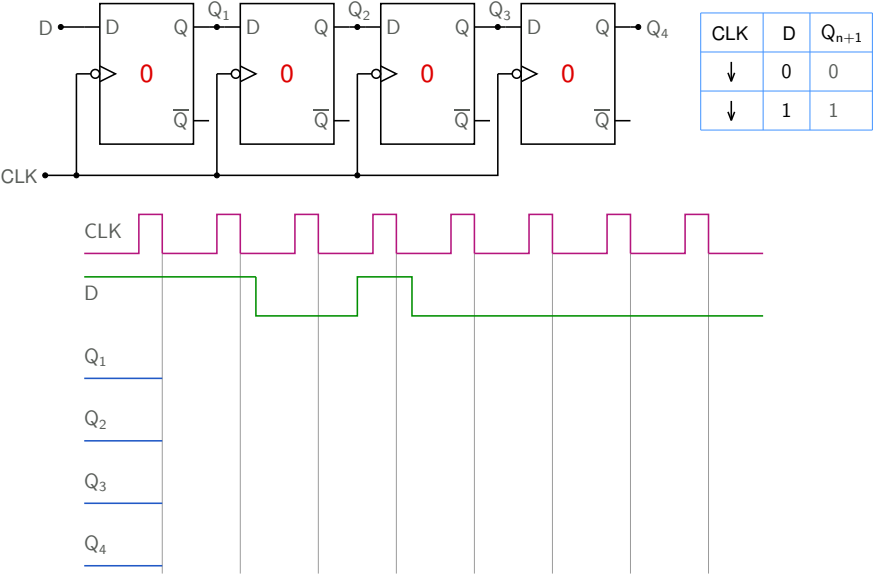 Q₁ Q₂ Q₃
D D Q D Q D Q D Q Q₄
0 0 0 0
Q̅ Q̅ Q̅ Q̅
CLK
CLK D Qₙ₊₁
↓ 0 0
↓ 1 1
CLK
D
Q₁
Q₂
Q₃
Q₄